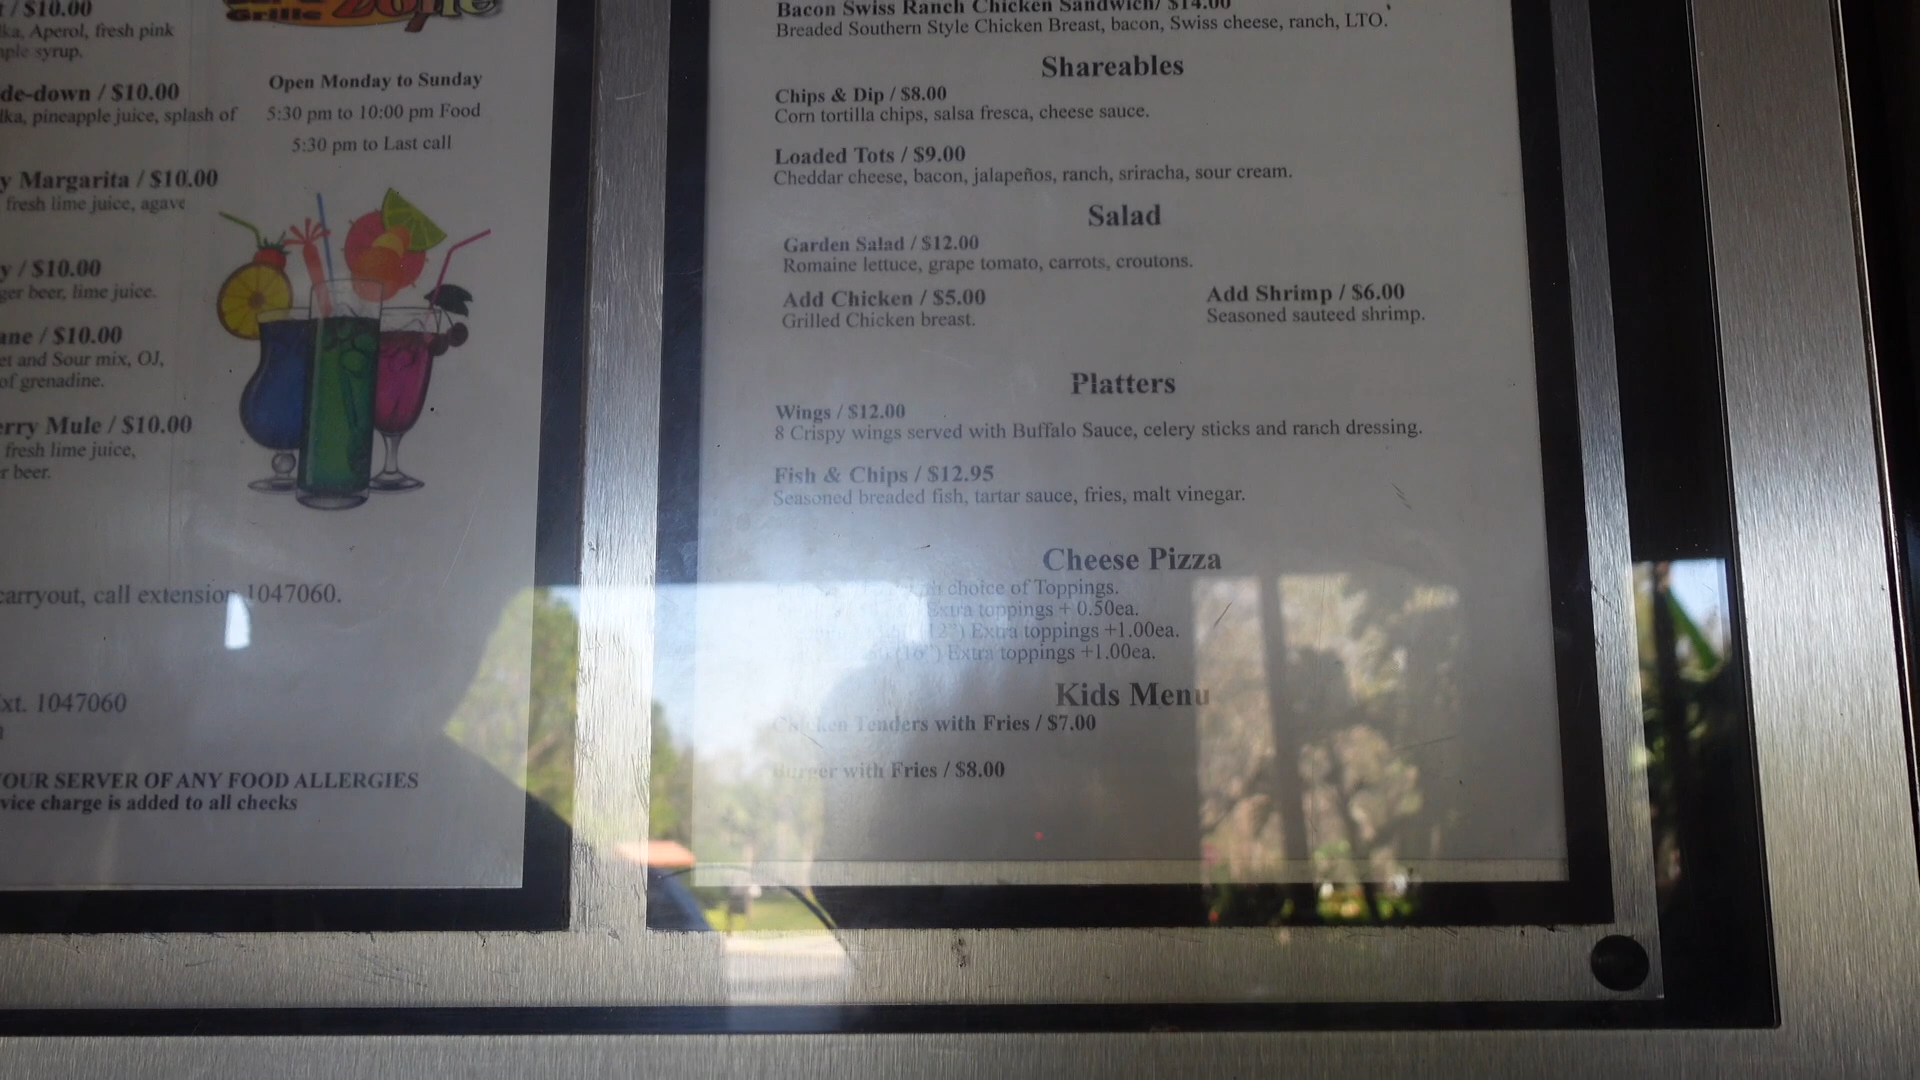 / $10.00
ka, Aperol, fresh pink
ple syrup.
de-down / $10.00
lka, pineapple juice, splash of
y Margarita / $10.00
fresh lime juice, agave
y / $10.00
ger beer, lime juice.
ane / $10.00
et and Sour mix, OJ,
of grenadine.
erry Mule / $10.00
fresh lime juice,
r beer.
Grille Zone
Open Monday to Sunday
5:30 pm to 10:00 pm Food
5:30 pm to Last call
carryout, call extension 1047060.
xt. 1047060
YOUR SERVER OF ANY FOOD ALLERGIES
vice charge is added to all checks
Bacon Swiss Ranch Chicken Sandwich/ $14.00
Breaded Southern Style Chicken Breast, bacon, Swiss cheese, ranch, LTO.
Shareables
Chips & Dip / $8.00
Corn tortilla chips, salsa fresca, cheese sauce.
Loaded Tots / $9.00
Cheddar cheese, bacon, jalapeños, ranch, sriracha, sour cream.
Salad
Garden Salad / $12.00
Romaine lettuce, grape tomato, carrots, croutons.
Add Chicken / $5.00
Grilled Chicken breast.
Add Shrimp / $6.00
Seasoned sauteed shrimp.
Platters
Wings / $12.00
8 Crispy wings served with Buffalo Sauce, celery sticks and ranch dressing.
Fish & Chips / $12.95
Seasoned breaded fish, tartar sauce, fries, malt vinegar.
Cheese Pizza
choice of Toppings.
Extra toppings + 0.50ea.
12") Extra toppings +1.00ea.
(16") Extra toppings +1.00ea.
Kids Menu
Chicken Tenders with Fries / $7.00
Burger with Fries / $8.00